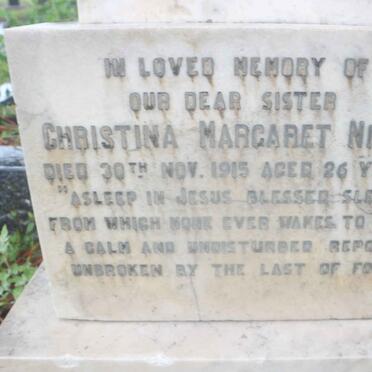 IN LOVED MEMORY OF
OUR DEAR SISTER
CHRISTINA MARGARET
DIED 30TH NOV. 1915 AGED 26
"ASLEEP IN JESUS BLESSED
FROM WHICH NONE EVER WAKES TO
A CALM AND UNDISTURBED
UNBROKEN BY THE LAST OF